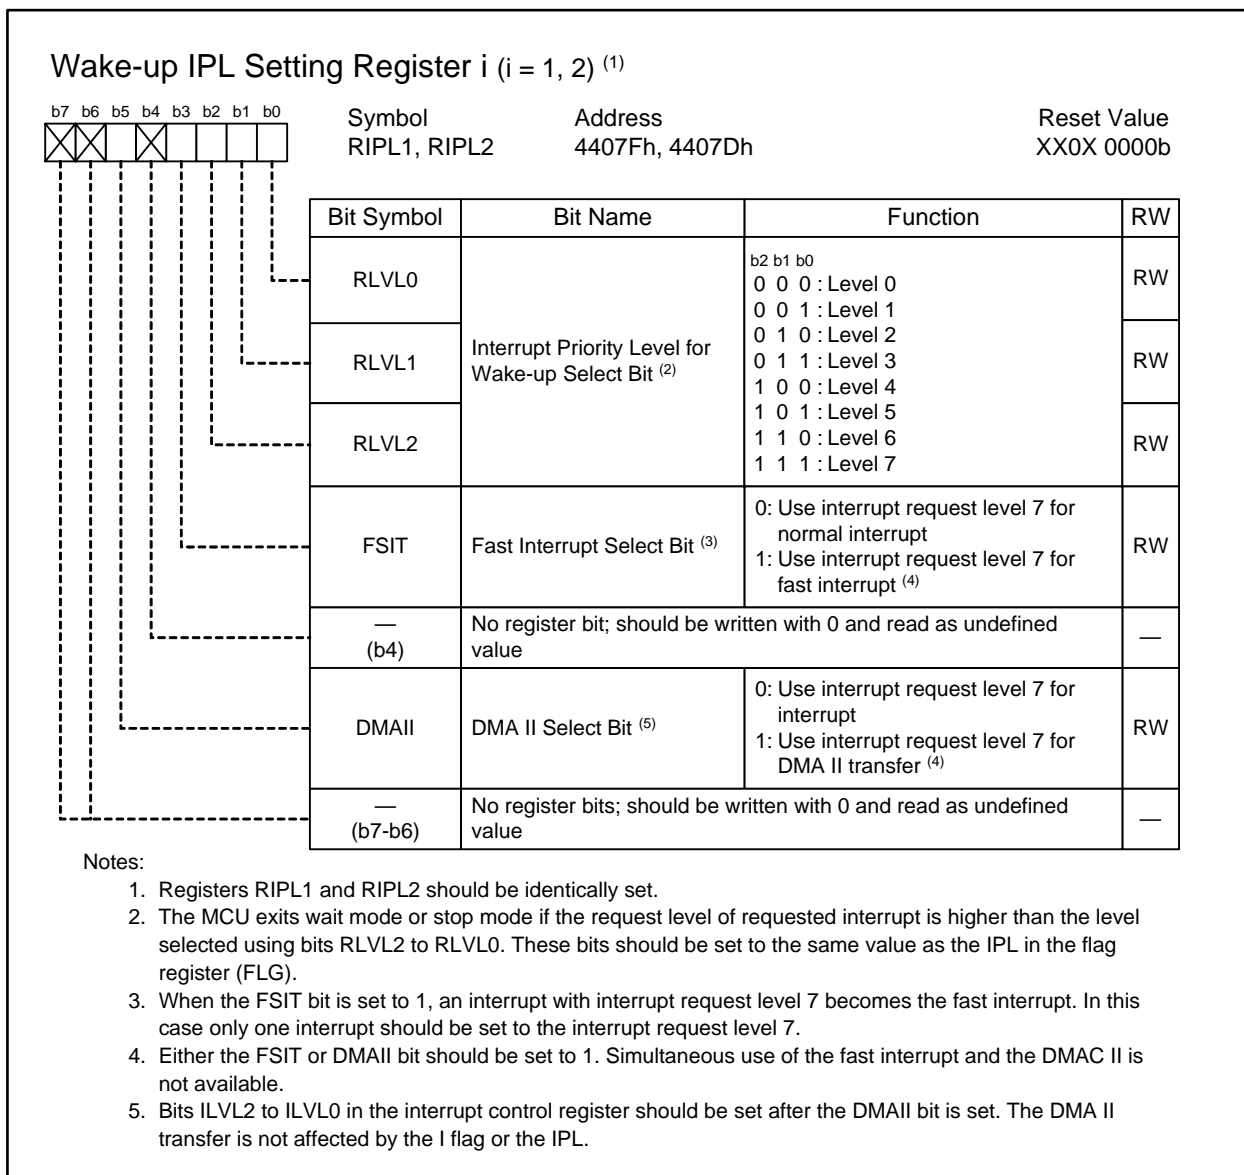 Wake-up IPL Setting Register i (i = 1, 2) (1)
b7 b6 b5 b4 b3 b2 b1 b0
Symbol Address Reset Value
RIPL1, RIPL2 4407Fh, 4407Dh XX0X 0000b
Bit Symbol Bit Name Function RW
RLVL0
RLVL1
RLVL2
Interrupt Priority Level for
Wake-up Select Bit (2)
b2 b1 b0
0 0 0 : Level 0
0 0 1 : Level 1
0 1 0 : Level 2
0 1 1 : Level 3
1 0 0 : Level 4
1 0 1 : Level 5
1 1 0 : Level 6
1 1 1 : Level 7
RW
RW
RW
FSIT
Fast Interrupt Select Bit (3)
0: Use interrupt request level 7 for
normal interrupt
1: Use interrupt request level 7 for
fast interrupt (4)
RW
—
(b4)
No register bit; should be written with 0 and read as undefined
value
—
DMAII
DMA II Select Bit (5)
0: Use interrupt request level 7 for
interrupt
1: Use interrupt request level 7 for
DMA II transfer (4)
RW
—
(b7-b6)
No register bits; should be written with 0 and read as undefined
value
—
Notes:
1. Registers RIPL1 and RIPL2 should be identically set.
2. The MCU exits wait mode or stop mode if the request level of requested interrupt is higher than the level
selected using bits RLVL2 to RLVL0. These bits should be set to the same value as the IPL in the flag
register (FLG).
3. When the FSIT bit is set to 1, an interrupt with interrupt request level 7 becomes the fast interrupt. In this
case only one interrupt should be set to the interrupt request level 7.
4. Either the FSIT or DMAII bit should be set to 1. Simultaneous use of the fast interrupt and the DMAC II is
not available.
5. Bits ILVL2 to ILVL0 in the interrupt control register should be set after the DMAII bit is set. The DMA II
transfer is not affected by the I flag or the IPL.